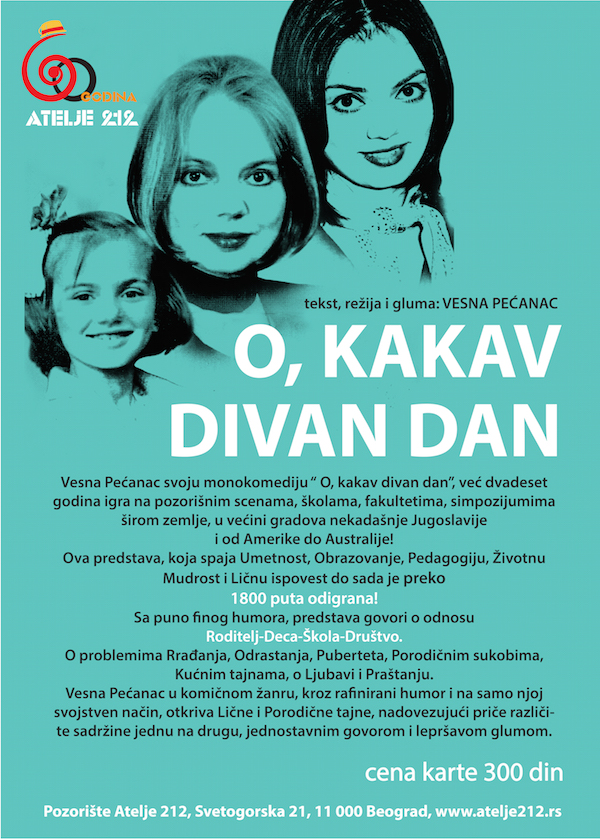 60
GODINA
ATELJE 212
tekst, režija i gluma: VESNA PEĆANAC
O, KAKAV
DIVAN DAN
Vesna Pećanac svoju monokomediju “ O, kakav divan dan”, već dvadeset
godina igra na pozorišnim scenama, školama, fakultetima, simpozijumima
širom zemlje, u većini gradova nekadašnje Jugoslavije
i od Amerike do Australije!
Ova predstava, koja spaja Umetnost, Obrazovanje, Pedagogiju, Životnu
Mudrost i Ličnu ispovest do sada je preko
1800 puta odigrana!
Sa puno finog humora, predstava govori o odnosu
Roditelj-Deca-Škola-Društvo.
O problemima Rrađanja, Odrastanja, Puberteta, Porodičnim sukobima,
Kućnim tajnama, o Ljubavi i Praštanju.
Vesna Pećanac u komičnom žanru, kroz rafinirani humor i na samo njoj
svojstven način, otkriva Lične i Porodične tajne, nadovezujući priče različi-
te sadržine jednu na drugu, jednostavnim govorom i lepršavom glumom.
cena karte 300 din
Pozorište Atelje 212, Svetogorska 21, 11 000 Beograd, www.atelje212.rs